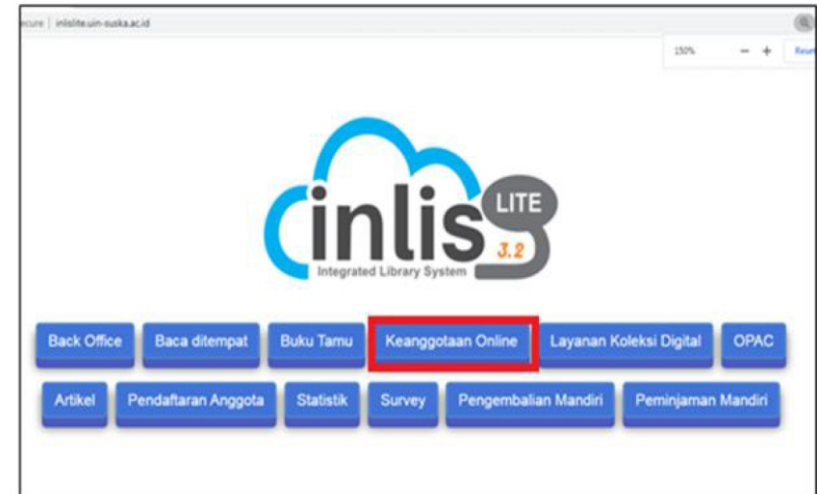 inlislite.uin-suska.ac.id
150% − +
inlis LITE
3.2
Integrated Library System
Back Office Baca ditempat Buku Tamu Keanggotaan Online Layanan Koleksi Digital OPAC
Artikel Pendaftaran Anggota Statistik Survey Pengembalian Mandiri Peminjaman Mandiri